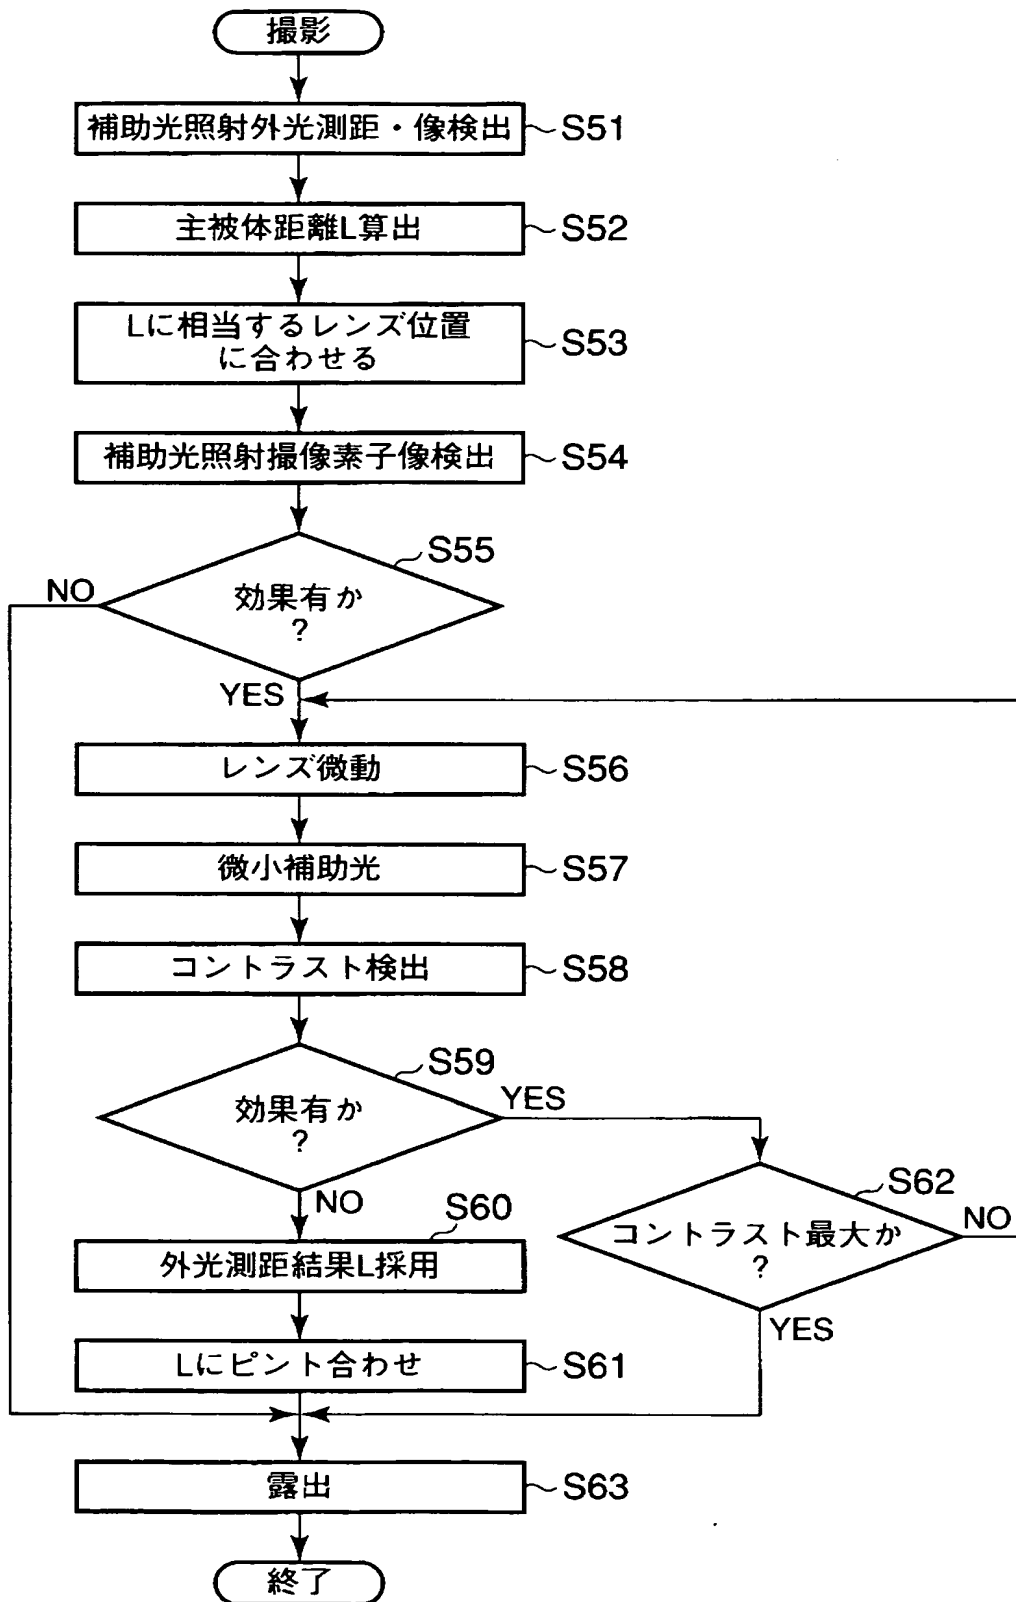 撮影
補助光照射外光測距・像検出
S51
主被体距離L算出
S52
Lに相当するレンズ位置
に合わせる
S53
補助光照射撮像素子像検出
S54
S55
効果有か
?
NO
YES
レンズ微動
S56
微小補助光
S57
コントラスト検出
S58
S59
効果有か
?
YES
NO
S62
コントラスト最大か
?
NO
YES
S60
外光測距結果L採用
Lにピント合わせ
S61
露出
S63
終了